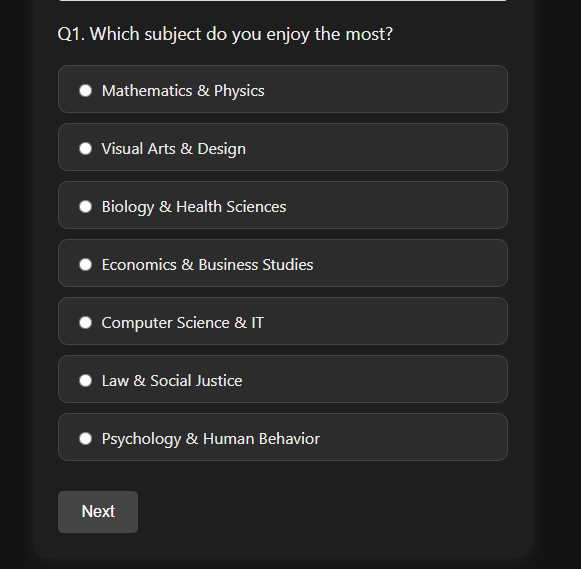 Q1. Which subject do you enjoy the most?
Mathematics & Physics
Visual Arts & Design
Biology & Health Sciences
Economics & Business Studies
Computer Science & IT
Law & Social Justice
Psychology & Human Behavior
Next